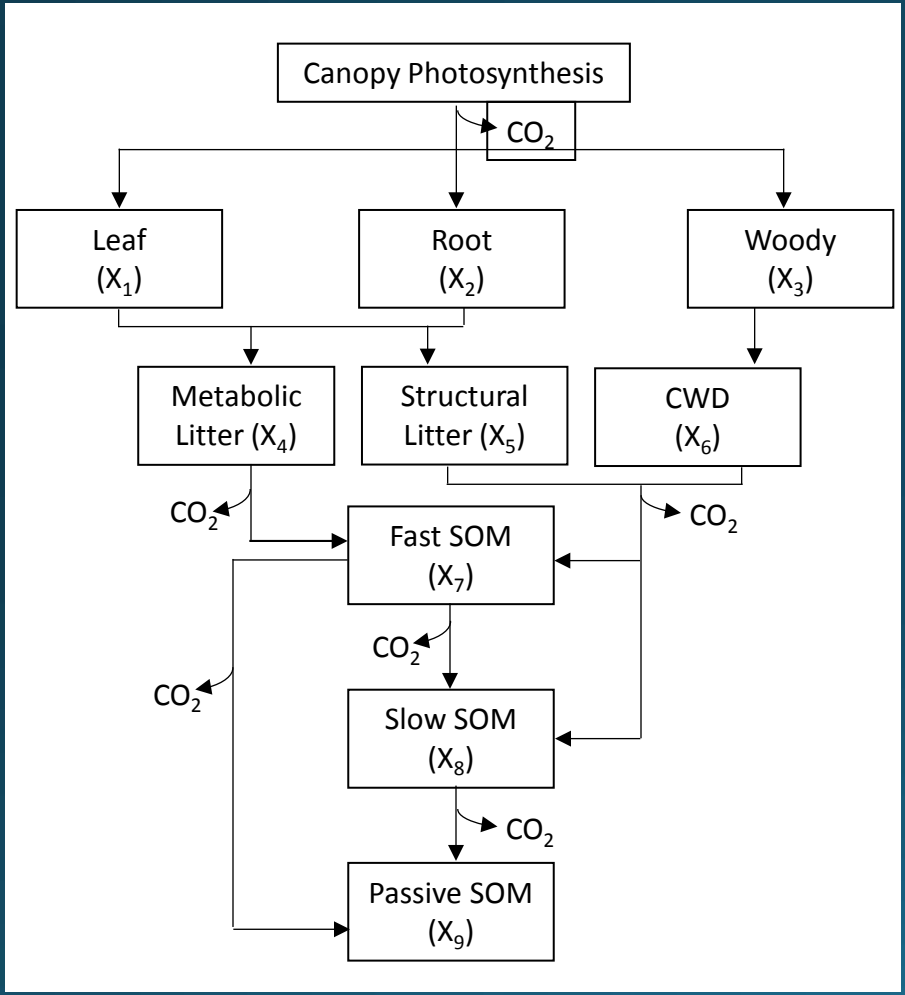 Canopy Photosynthesis
CO₂
Leaf
(X₁)
Root
(X₂)
Woody
(X₃)
Metabolic
Litter (X₄)
Structural
Litter (X₅)
CWD
(X₆)
CO₂
CO₂
Fast SOM
(X₇)
CO₂
CO₂
Slow SOM
(X₈)
CO₂
Passive SOM
(X₉)